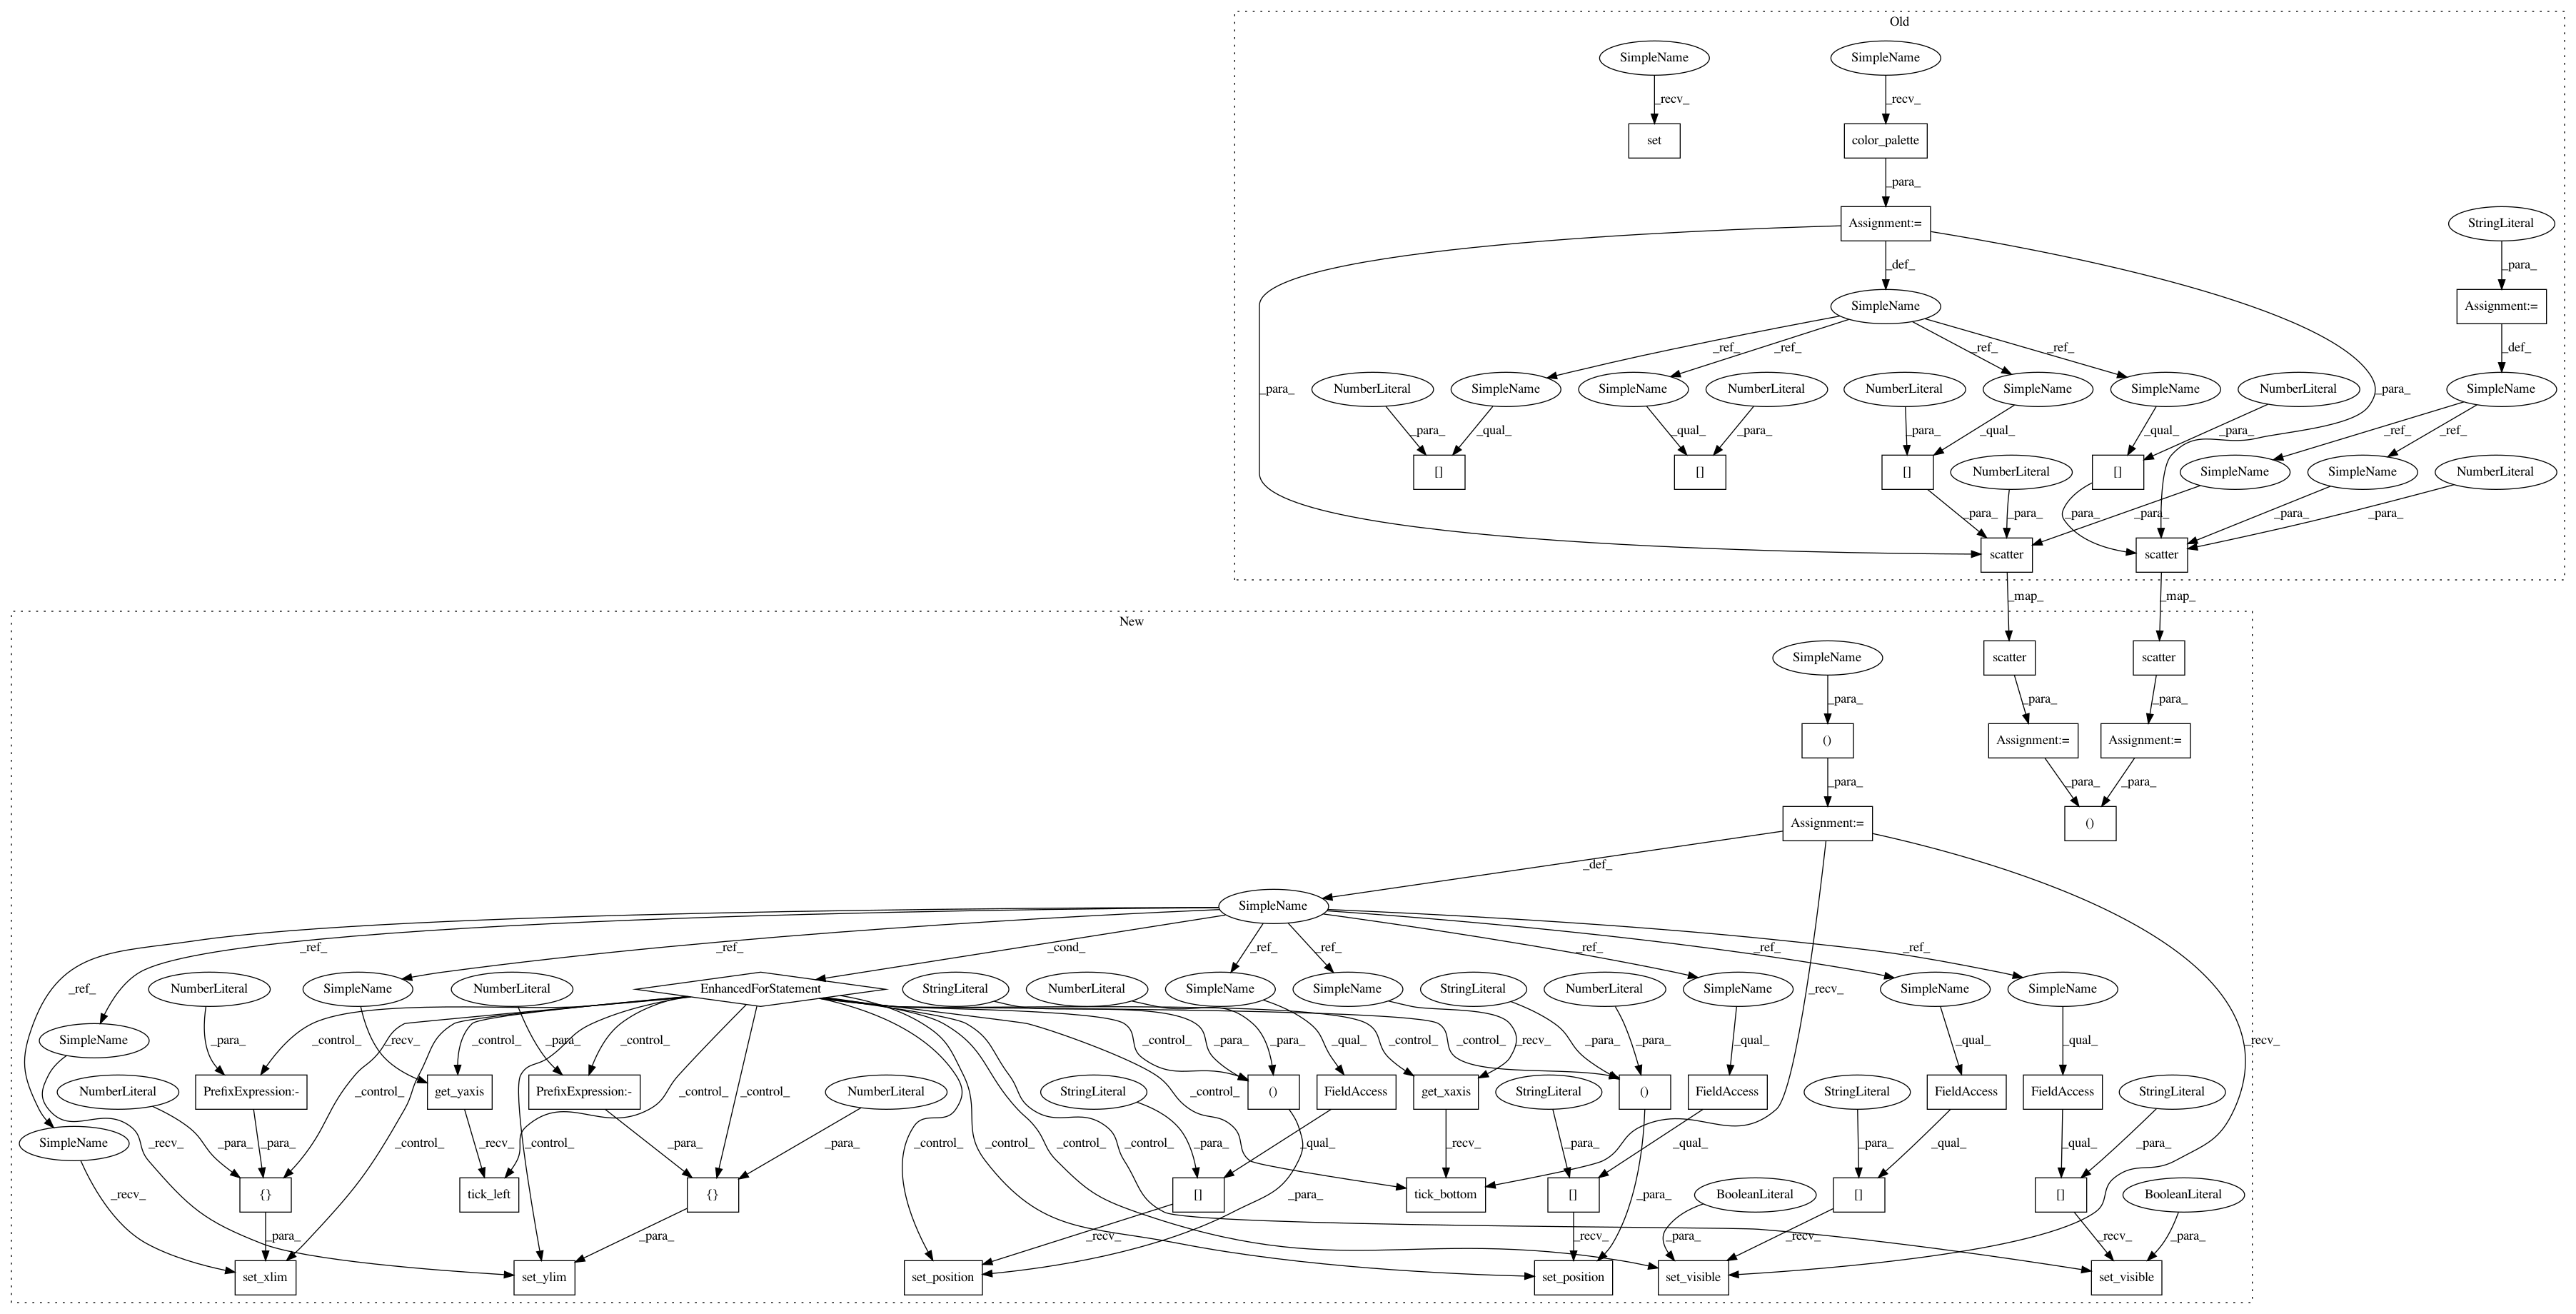 Old
SimpleName
SimpleName
_recv_
_recv_
set
color_palette
_para_
Assignment:=
StringLiteral
_def_
_para_
SimpleName
Assignment:=
_ref_
_ref_
_ref_
_ref_
_def_
_para_
NumberLiteral
SimpleName
SimpleName
NumberLiteral
NumberLiteral
SimpleName
SimpleName
NumberLiteral
_para_
SimpleName
_para_
_qual_
_qual_
_para_
_para_
_qual_
_qual_
_para_
_ref_
_ref_
[]
[]
[]
NumberLiteral
[]
SimpleName
SimpleName
NumberLiteral
_para_
_para_
_para_
_para_
_para_
_para_
scatter
scatter
_map_
_map_
New
SimpleName
scatter
scatter
_para_
_para_
_para_
()
Assignment:=
Assignment:=
_para_
_para_
_para_
Assignment:=
()
_def_
SimpleName
_ref_
_ref_
_ref_
_cond_
_ref_
_ref_
_ref_
_ref_
_ref_
NumberLiteral
SimpleName
NumberLiteral
EnhancedForStatement
StringLiteral
NumberLiteral
SimpleName
SimpleName
StringLiteral
NumberLiteral
SimpleName
_recv_
SimpleName
SimpleName
SimpleName
_para_
_control_
_recv_
_control_
_para_
_control_
_control_
_para_
_para_
_qual_
_control_
_control_
_recv_
_para_
_para_
_qual_
_qual_
_qual_
_recv_
NumberLiteral
PrefixExpression:-
_control_
get_yaxis
PrefixExpression:-
_control_
_control_
NumberLiteral
_control_
()
StringLiteral
FieldAccess
get_xaxis
StringLiteral
()
FieldAccess
StringLiteral
FieldAccess
FieldAccess
StringLiteral
SimpleName
_para_
_para_
_recv_
_control_
_recv_
_control_
_para_
_para_
_control_
_control_
_control_
_control_
_para_
_qual_
_recv_
_para_
_qual_
_para_
_qual_
_qual_
_para_
_recv_
{}
tick_left
{}
[]
_para_
tick_bottom
[]
_para_
BooleanLiteral
[]
[]
BooleanLiteral
_para_
_para_
_recv_
_recv_
_para_
_recv_
_recv_
_para_
set_xlim
set_ylim
set_position
set_position
set_visible
set_visible